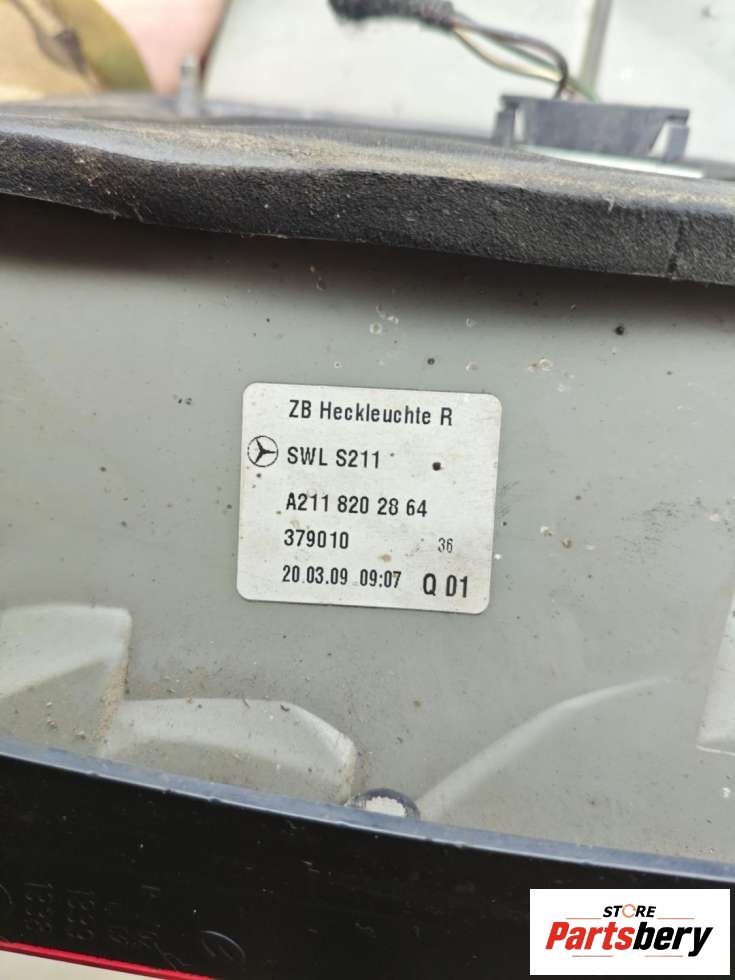 ZB Heckleuchte R
SWL S211
A211 820 28 64
379010 36
20.03.09 09:07 Q 01
STORE
Partsbery